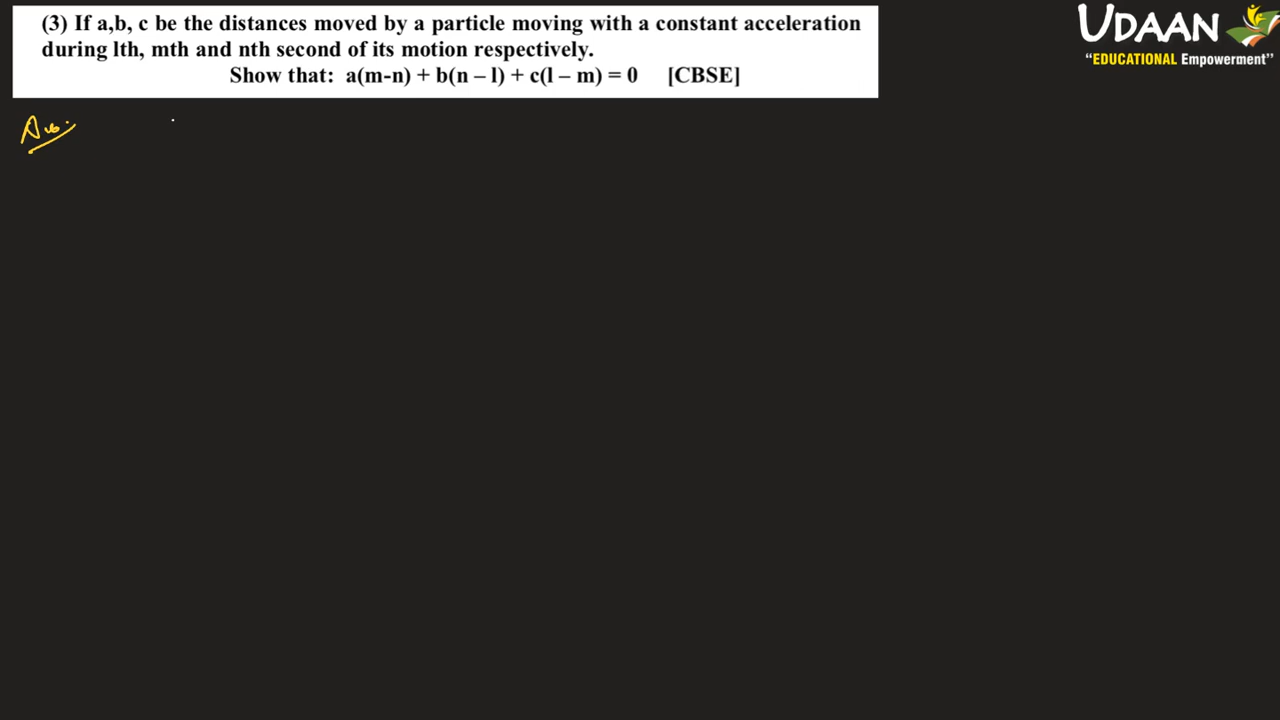 (3) If a,b, c be the distances moved by a particle moving with a constant acceleration
during lth, mth and nth second of its motion respectively.
Show that: a(m-n) + b(n – l) + c(l – m) = 0 [CBSE]
UDAAN
“EDUCATIONAL Empowerment”